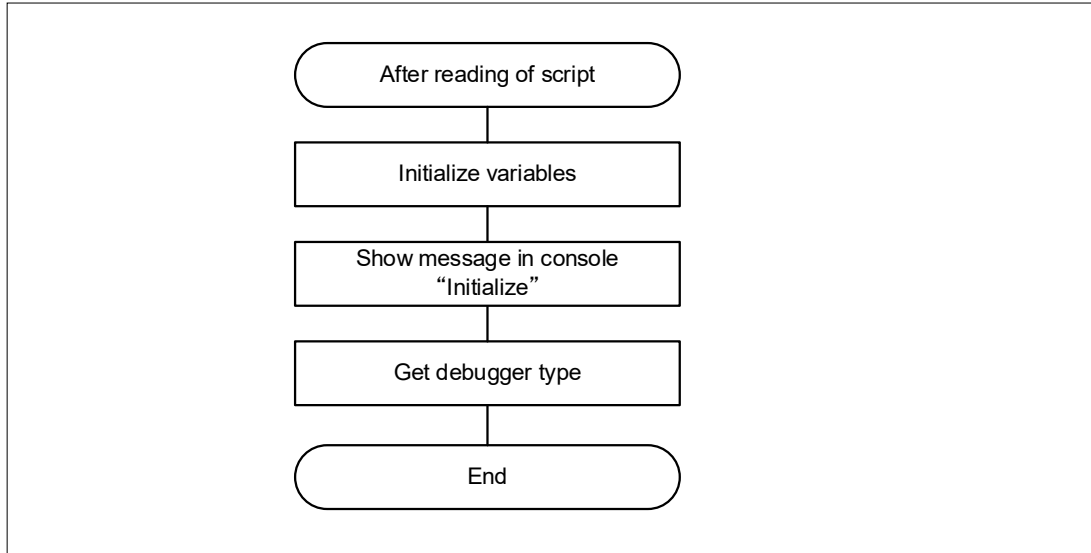 After reading of script
Initialize variables
Show message in console
“Initialize”
Get debugger type
End